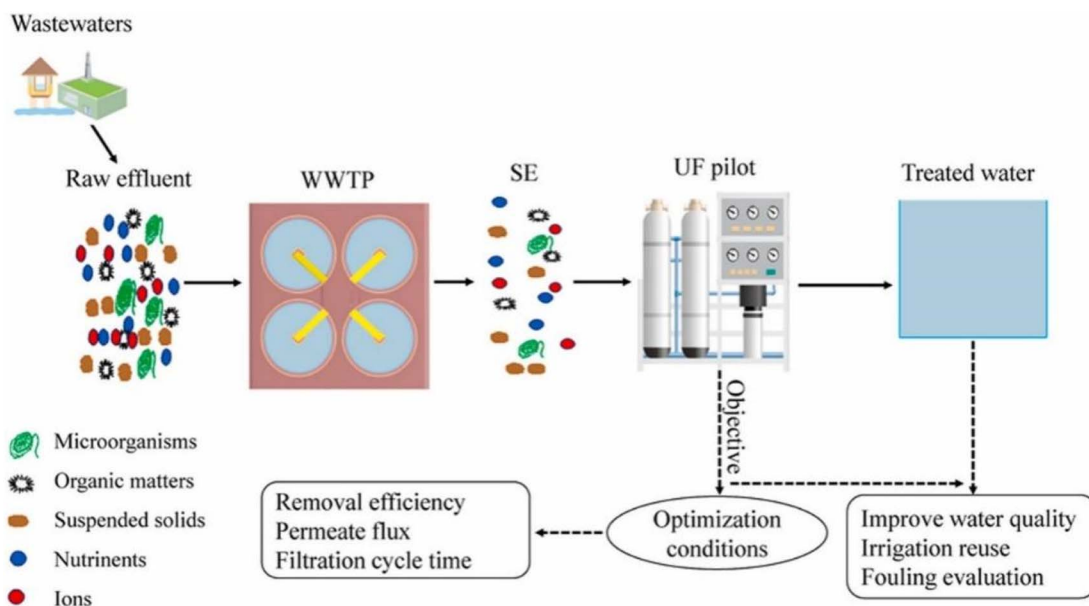 Wastewaters
Raw effluent
WWTP
SE
UF pilot
Treated water
Objective
Microorganisms
Organic matters
Suspended solids
Nutrinents
Ions
Removal efficiency
Permeate flux
Filtration cycle time
Optimization
conditions
Improve water quality
Irrigation reuse
Fouling evaluation